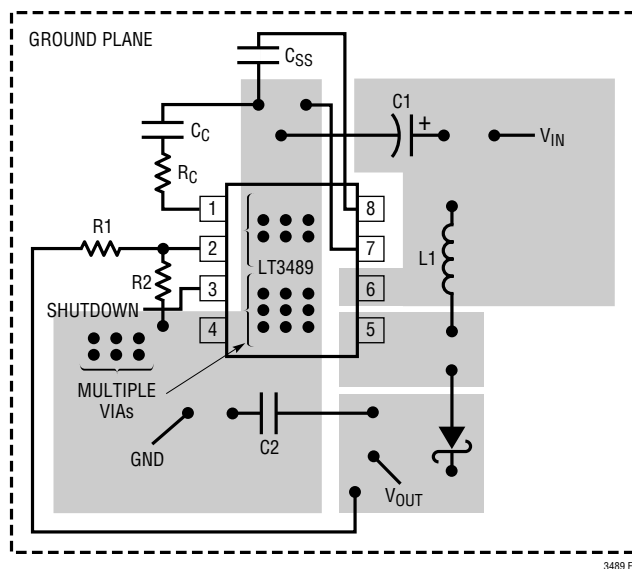 GROUND PLANE
CSS
C1
+
CC
VIN
RC
1
8
R1
2
7
LT3489
L1
R2
3
6
SHUTDOWN
4
5
MULTIPLE
VIAs
C2
GND
VOUT